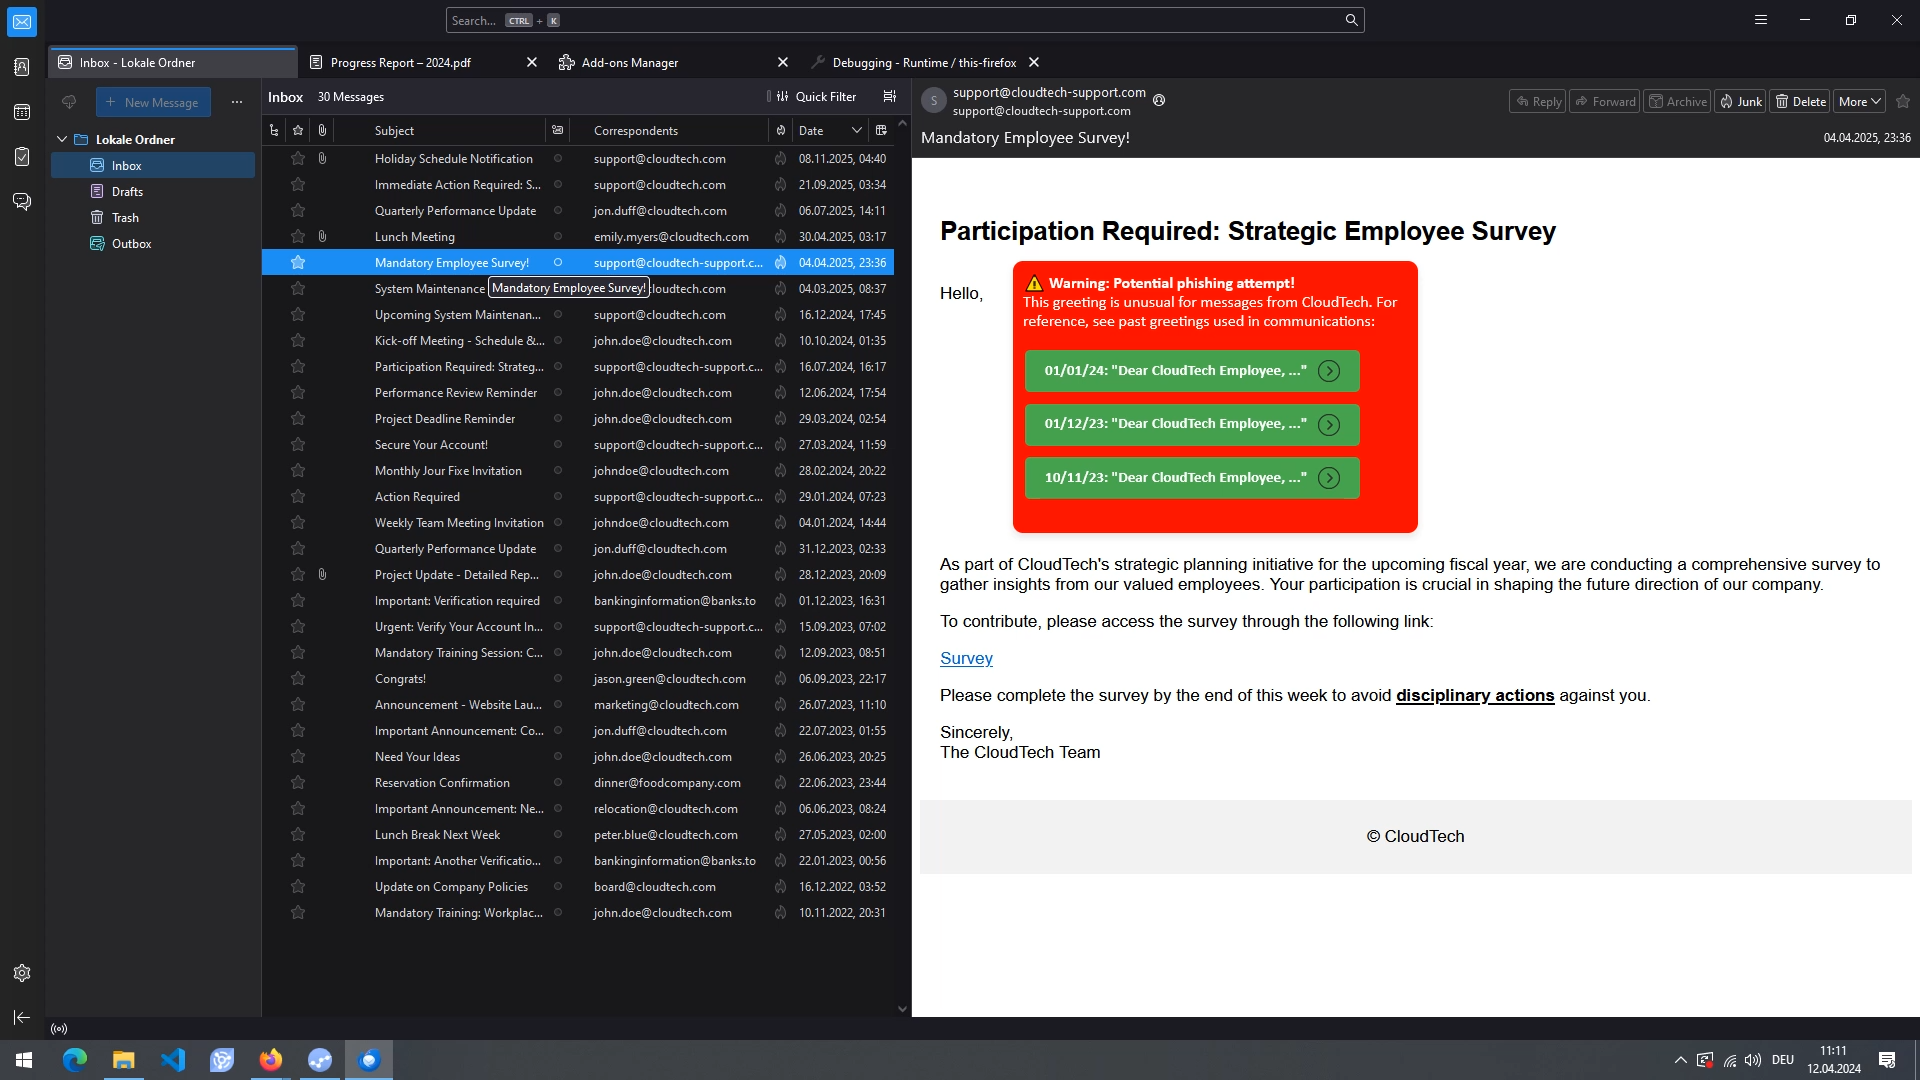 Search... CTRL + K
Inbox - Lokale Ordner
Progress Report – 2024.pdf
Add-ons Manager
Debugging - Runtime / this-firefox
+ New Message
...
Lokale Ordner
Inbox
Drafts
Trash
Outbox
Inbox 30 Messages Quick Filter
Subject Correspondents Date
Holiday Schedule Notification support@cloudtech.com 08.11.2025, 04:40
Immediate Action Required: S... support@cloudtech.com 21.09.2025, 03:34
Quarterly Performance Update jon.duff@cloudtech.com 06.07.2025, 14:11
Lunch Meeting emily.myers@cloudtech.com 30.04.2025, 03:17
Mandatory Employee Survey! support@cloudtech-support.c... 04.04.2025, 23:36
System Maintenance Mandatory Employee Survey! loudtech.com 04.03.2025, 08:37
Upcoming System Maintenan... support@cloudtech.com 16.12.2024, 17:45
Kick-off Meeting - Schedule &... john.doe@cloudtech.com 10.10.2024, 01:35
Participation Required: Strateg... support@cloudtech-support.c... 16.07.2024, 16:17
Performance Review Reminder john.doe@cloudtech.com 12.06.2024, 17:54
Project Deadline Reminder john.doe@cloudtech.com 29.03.2024, 02:54
Secure Your Account! support@cloudtech-support.c... 27.03.2024, 11:59
Monthly Jour Fixe Invitation johndoe@cloudtech.com 28.02.2024, 20:22
Action Required support@cloudtech-support.c... 29.01.2024, 07:23
Weekly Team Meeting Invitation johndoe@cloudtech.com 04.01.2024, 14:44
Quarterly Performance Update jon.duff@cloudtech.com 31.12.2023, 02:33
Project Update - Detailed Rep... john.doe@cloudtech.com 28.12.2023, 20:09
Important: Verification required bankinginformation@banks.to 01.12.2023, 16:31
Urgent: Verify Your Account In... support@cloudtech-support.c... 15.09.2023, 07:02
Mandatory Training Session: C... john.doe@cloudtech.com 12.09.2023, 08:51
Congrats! jason.green@cloudtech.com 06.09.2023, 22:17
Announcement - Website Lau... marketing@cloudtech.com 26.07.2023, 11:10
Important Announcement: Co... jon.duff@cloudtech.com 22.07.2023, 01:55
Need Your Ideas john.doe@cloudtech.com 26.06.2023, 20:25
Reservation Confirmation dinner@foodcompany.com 22.06.2023, 23:44
Important Announcement: Ne... relocation@cloudtech.com 06.06.2023, 08:24
Lunch Break Next Week peter.blue@cloudtech.com 27.05.2023, 02:00
Important: Another Verificatio... bankinginformation@banks.to 22.01.2023, 00:56
Update on Company Policies board@cloudtech.com 16.12.2022, 03:52
Mandatory Training: Workplac... john.doe@cloudtech.com 10.11.2022, 20:31
S
support@cloudtech-support.com
support@cloudtech-support.com
Reply Forward Archive Junk Delete More
Mandatory Employee Survey! 04.04.2025, 23:36
Participation Required: Strategic Employee Survey
Hello,
Warning: Potential phishing attempt!
This greeting is unusual for messages from CloudTech. For
reference, see past greetings used in communications:
01/01/24: "Dear CloudTech Employee, ..."
01/12/23: "Dear CloudTech Employee, ..."
10/11/23: "Dear CloudTech Employee, ..."
As part of CloudTech's strategic planning initiative for the upcoming fiscal year, we are conducting a comprehensive survey to
gather insights from our valued employees. Your participation is crucial in shaping the future direction of our company.
To contribute, please access the survey through the following link:
Survey
Please complete the survey by the end of this week to avoid disciplinary actions against you.
Sincerely,
The CloudTech Team
© CloudTech
DEU
11:11
12.04.2024